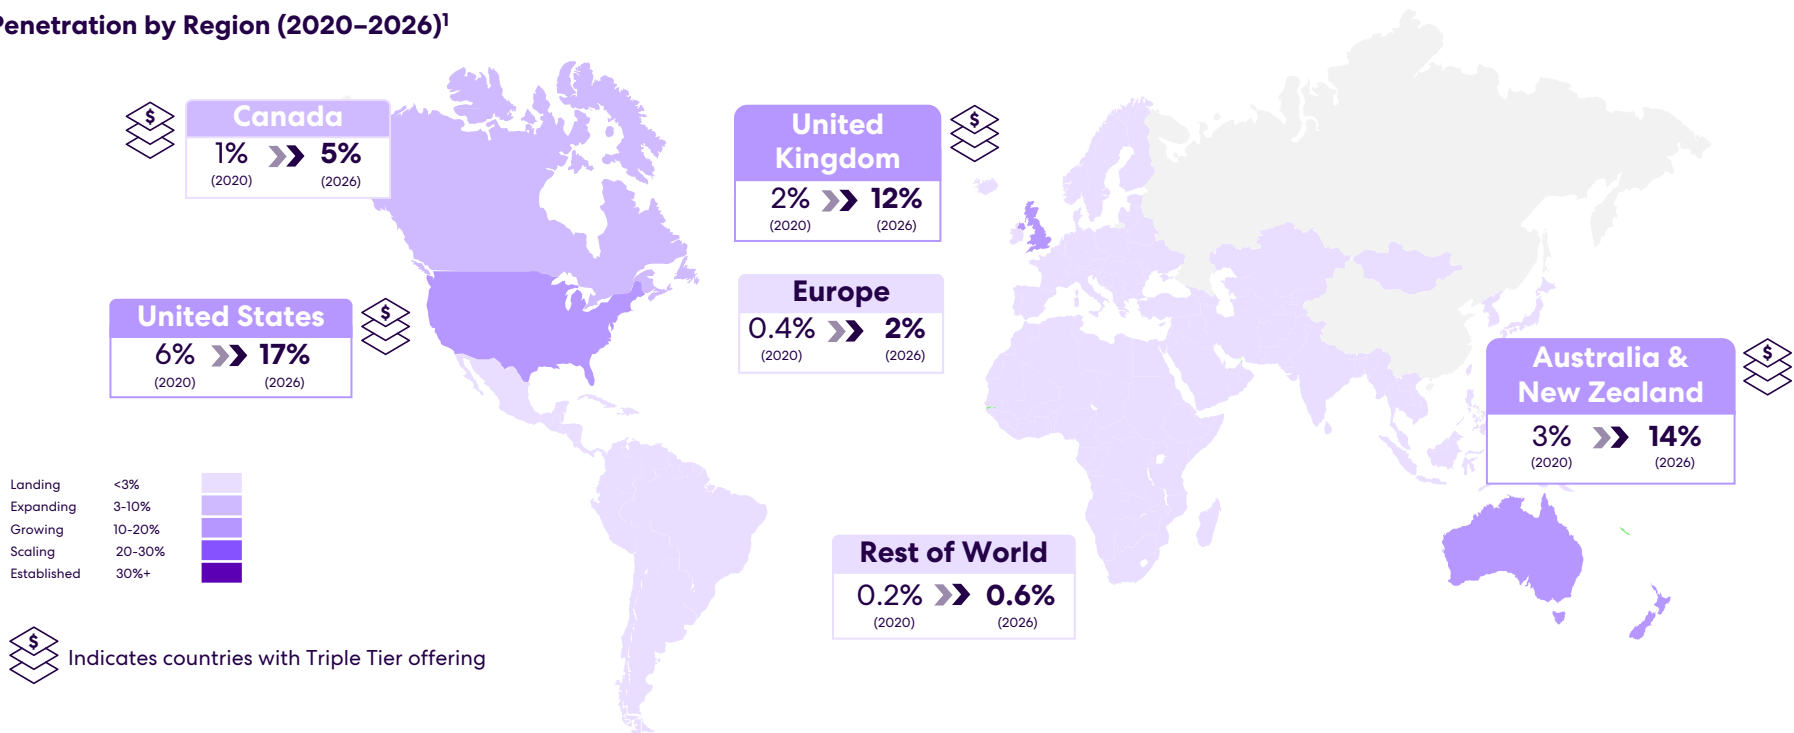 Penetration by Region (2020–2026)¹
Canada
1% 5%
(2020) (2026)
$
United
Kingdom
2% 12%
(2020) (2026)
$
Europe
0.4% 2%
(2020) (2026)
United States
6% 17%
(2020) (2026)
$
Australia &
New Zealand
3% 14%
(2020) (2026)
$
Landing <3%
Expanding 3-10%
Growing 10-20%
Scaling 20-30%
Established 30%+
Rest of World
0.2% 0.6%
(2020) (2026)
$
Indicates countries with Triple Tier offering